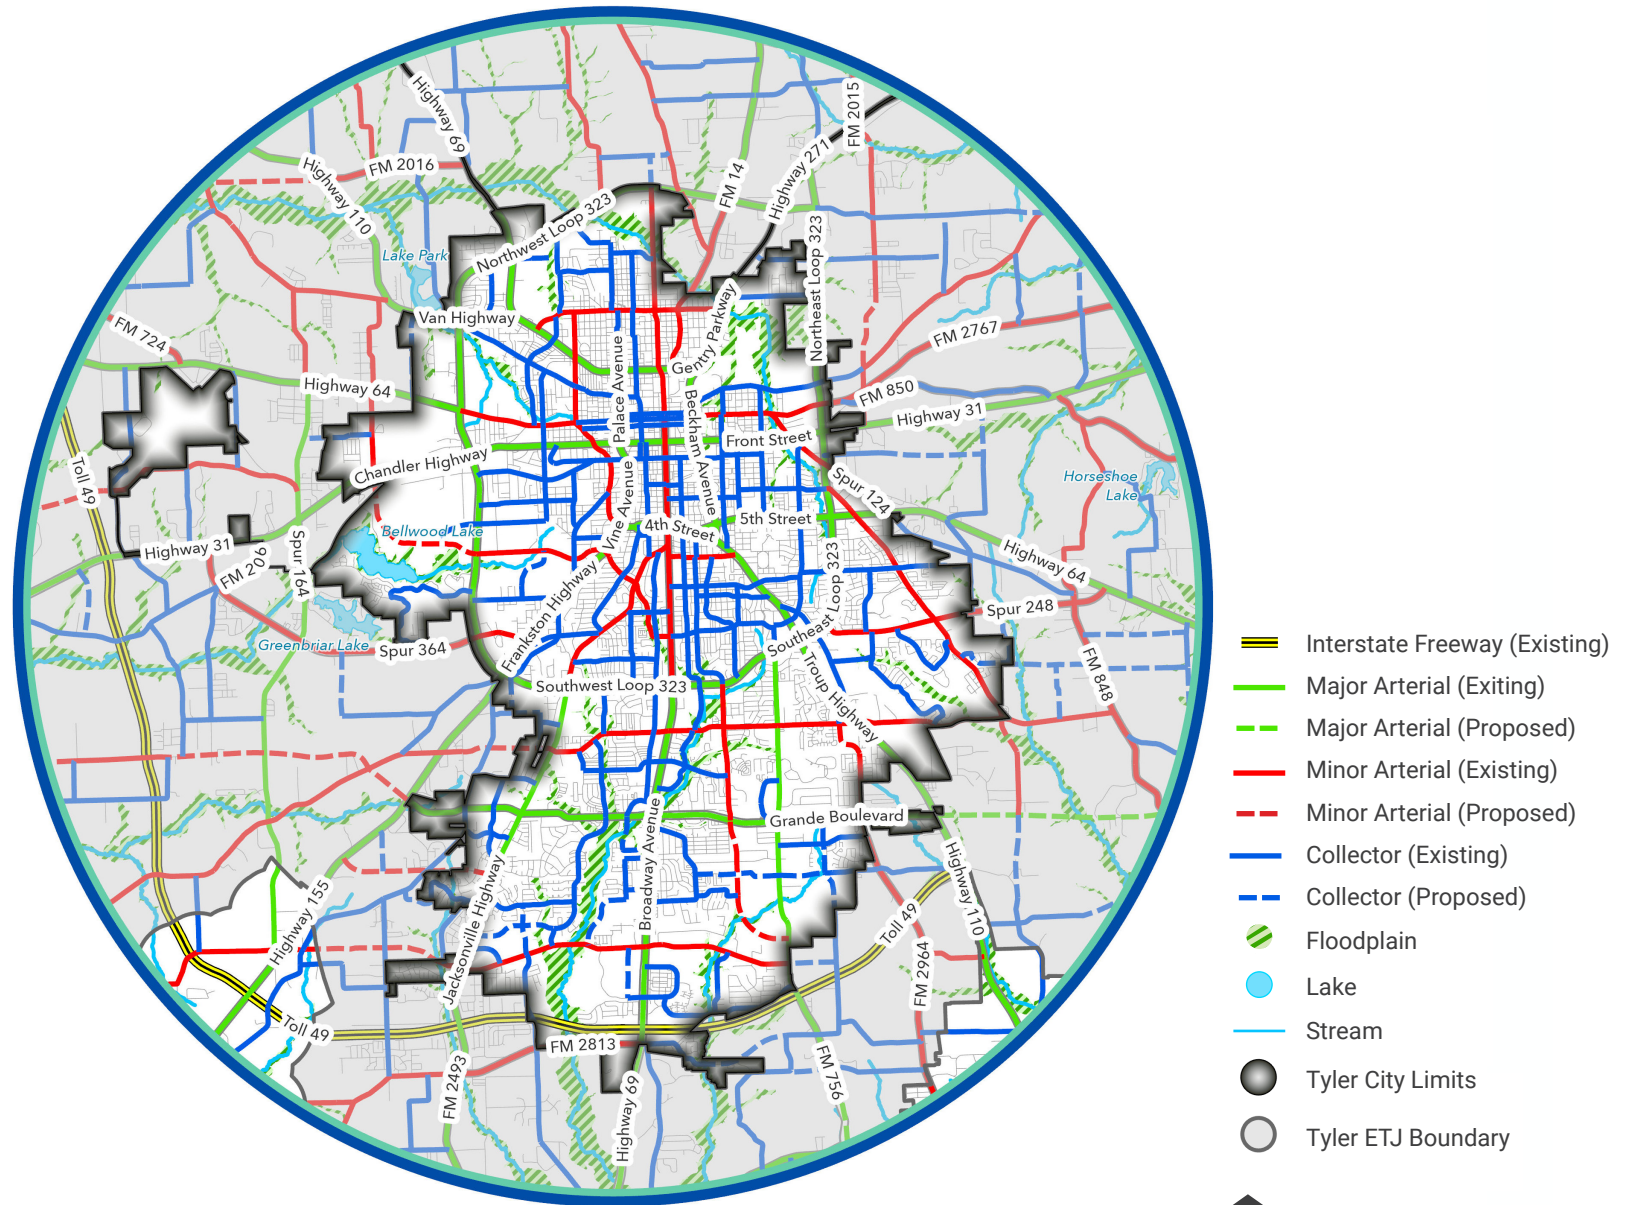 Highway 69
FM 2015
Highway 271
FM 2016
Highway 110
FM 14
Northwest Loop 323
Northeast Loop 323
Lake Park
Van Highway
Gentry Parkway
FM 724
FM 2767
Highway 64
Palace Avenue
Beckham Avenue
FM 850
Highway 31
Front Street
Chandler Highway
Toll 49
Spur 124
Horseshoe
Lake
Vine Avenue
4th Street
5th Street
Bellwood Lake
Highway 31
FM 206
Spur 164
Highway 64
Frankston Highway
Southeast Loop 323
Spur 248
Greenbriar Lake
Spur 364
Troup Highway
FM 848
Southwest Loop 323
Grande Boulevard
Broadway Avenue
Jacksonville Highway
Highway 155
Highway 110
Toll 49
FM 2964
Toll 49
FM 2813
FM 2493
FM 756
Highway 69
Interstate Freeway (Existing)
Major Arterial (Exiting)
Major Arterial (Proposed)
Minor Arterial (Existing)
Minor Arterial (Proposed)
Collector (Existing)
Collector (Proposed)
Floodplain
Lake
Stream
Tyler City Limits
Tyler ETJ Boundary